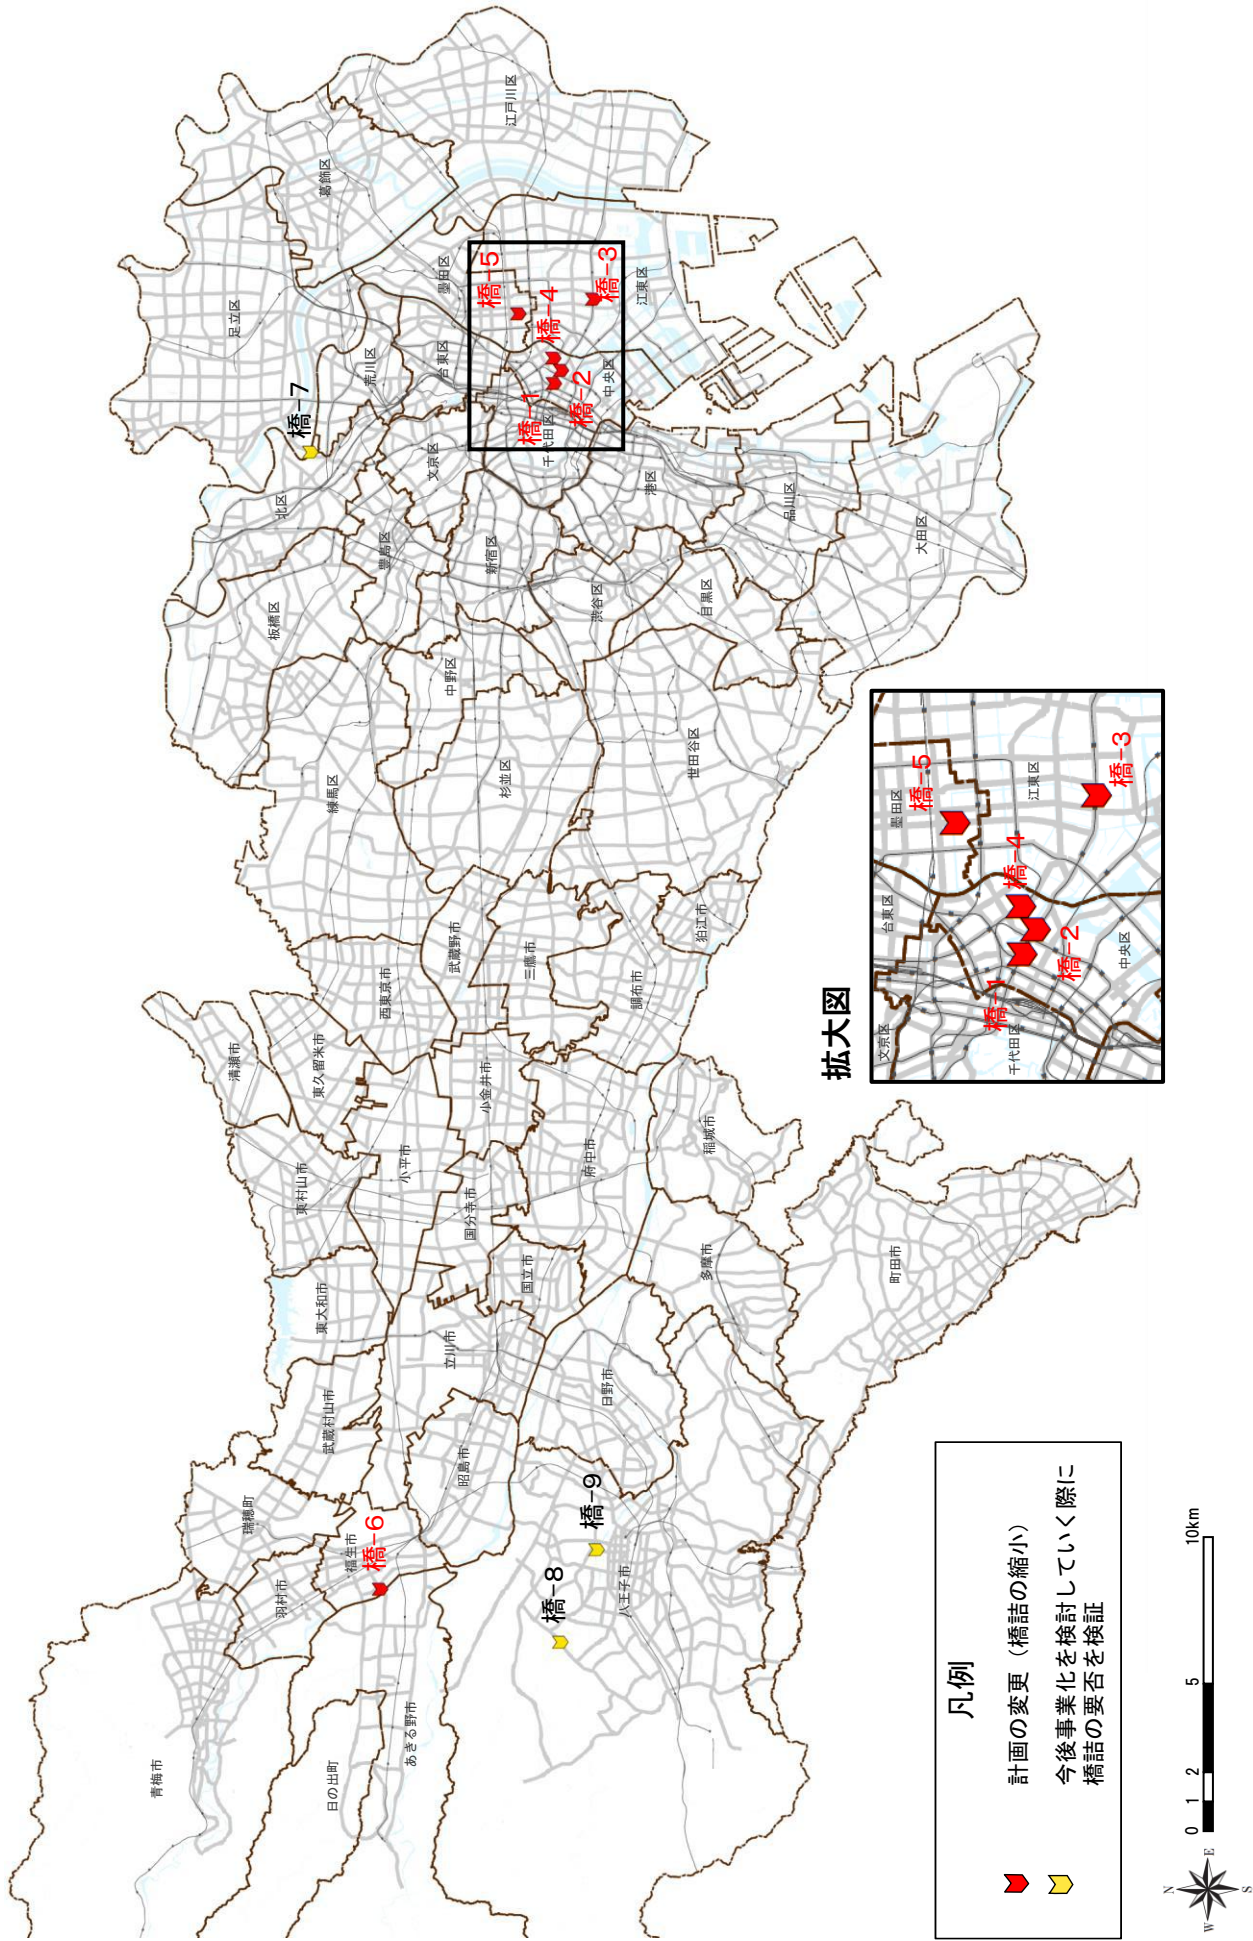 青梅市
日の出町
あきる野市
羽村市
瑞穂町
福生市
橋-6
武蔵村山市
昭島市
橋-8
橋-9
八王子市
東大和市
立川市
日野市
東村山市
小平市
国分寺市
国立市
府中市
多摩市
稲城市
町田市
清瀬市
東久留米市
小金井市
西東京市
武蔵野市
三鷹市
調布市
狛江市
練馬区
杉並区
世田谷区
板橋区
中野区
豊島区
新宿区
渋谷区
目黒区
北区
橋-7
文京区
港区
品川区
大田区
足立区
荒川区
台東区
千代田区
中央区
橋-1
橋-2
橋-4
橋-5
橋-3
墨田区
江東区
葛飾区
江戸川区
拡大図
文京区
台東区
墨田区
千代田区
中央区
江東区
橋-1
橋-2
橋-4
橋-5
橋-3
凡例
計画の変更（橋詰の縮小）
今後事業化を検討していく際に
橋詰の要否を検証
0 1 2 5 10km
N
W E
S